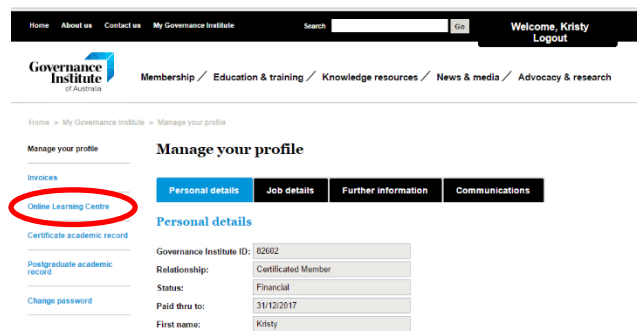 Home About us Contact us My Governance Institute Search Go Welcome, Kristy
Logout
Governance
Institute
of Australia
Membership / Education & training / Knowledge resources / News & media / Advocacy & research
Home » My Governance Institute » Manage your profile
Manage your profile
Invoices
Online Learning Centre
Certificate academic record
Postgraduate academic
record
Change password
Manage your profile
Personal details Job details Further information Communications
Personal details
Governance Institute ID: 82602
Relationship: Certificated Member
Status: Financial
Paid thru to: 31/12/2017
First name: Kristy